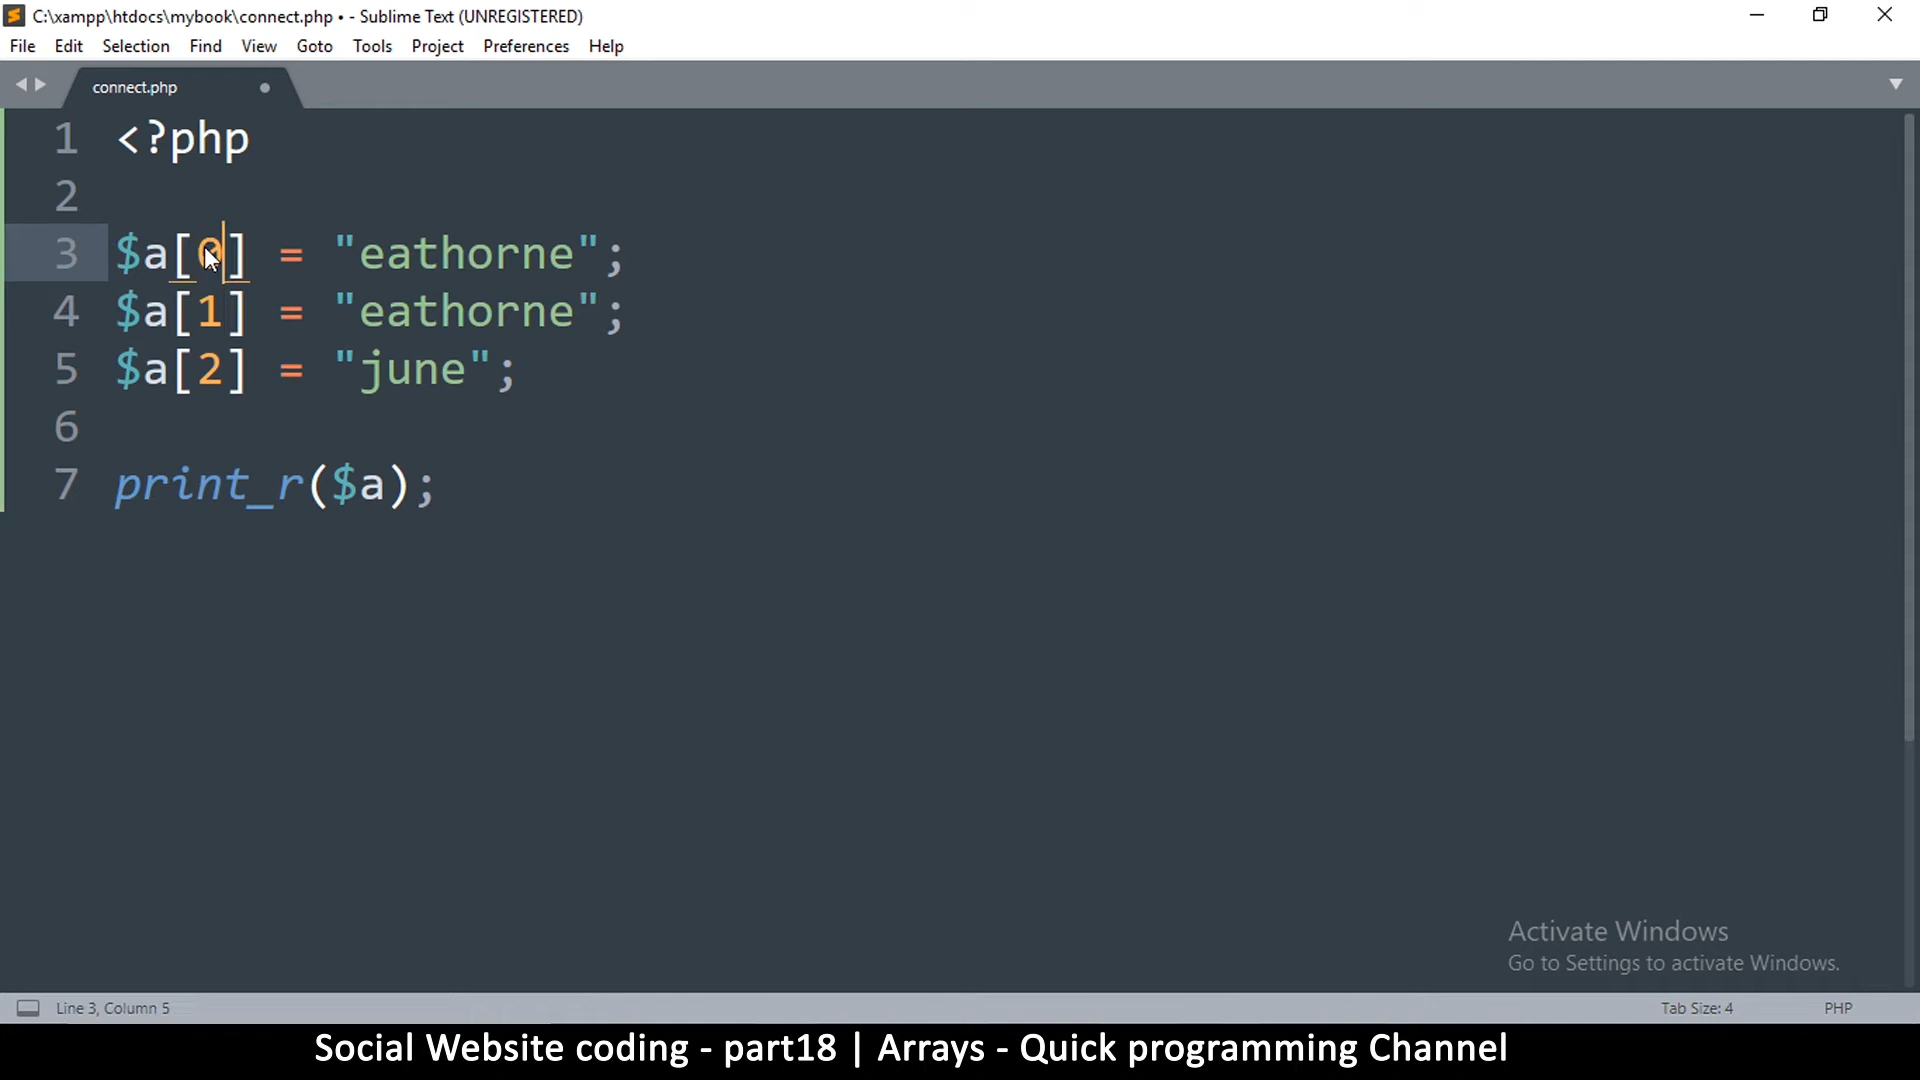 C:\xampp\htdocs\mybook\connect.php • - Sublime Text (UNREGISTERED)
File Edit Selection Find View Goto Tools Project Preferences Help
connect.php
1 <?php
2
3 $a[0] = "eathorne";
4 $a[1] = "eathorne";
5 $a[2] = "june";
6
7 print_r($a);
Activate Windows
Go to Settings to activate Windows.
Line 3, Column 5 Tab Size: 4 PHP
Social Website coding - part18 | Arrays - Quick programming Channel